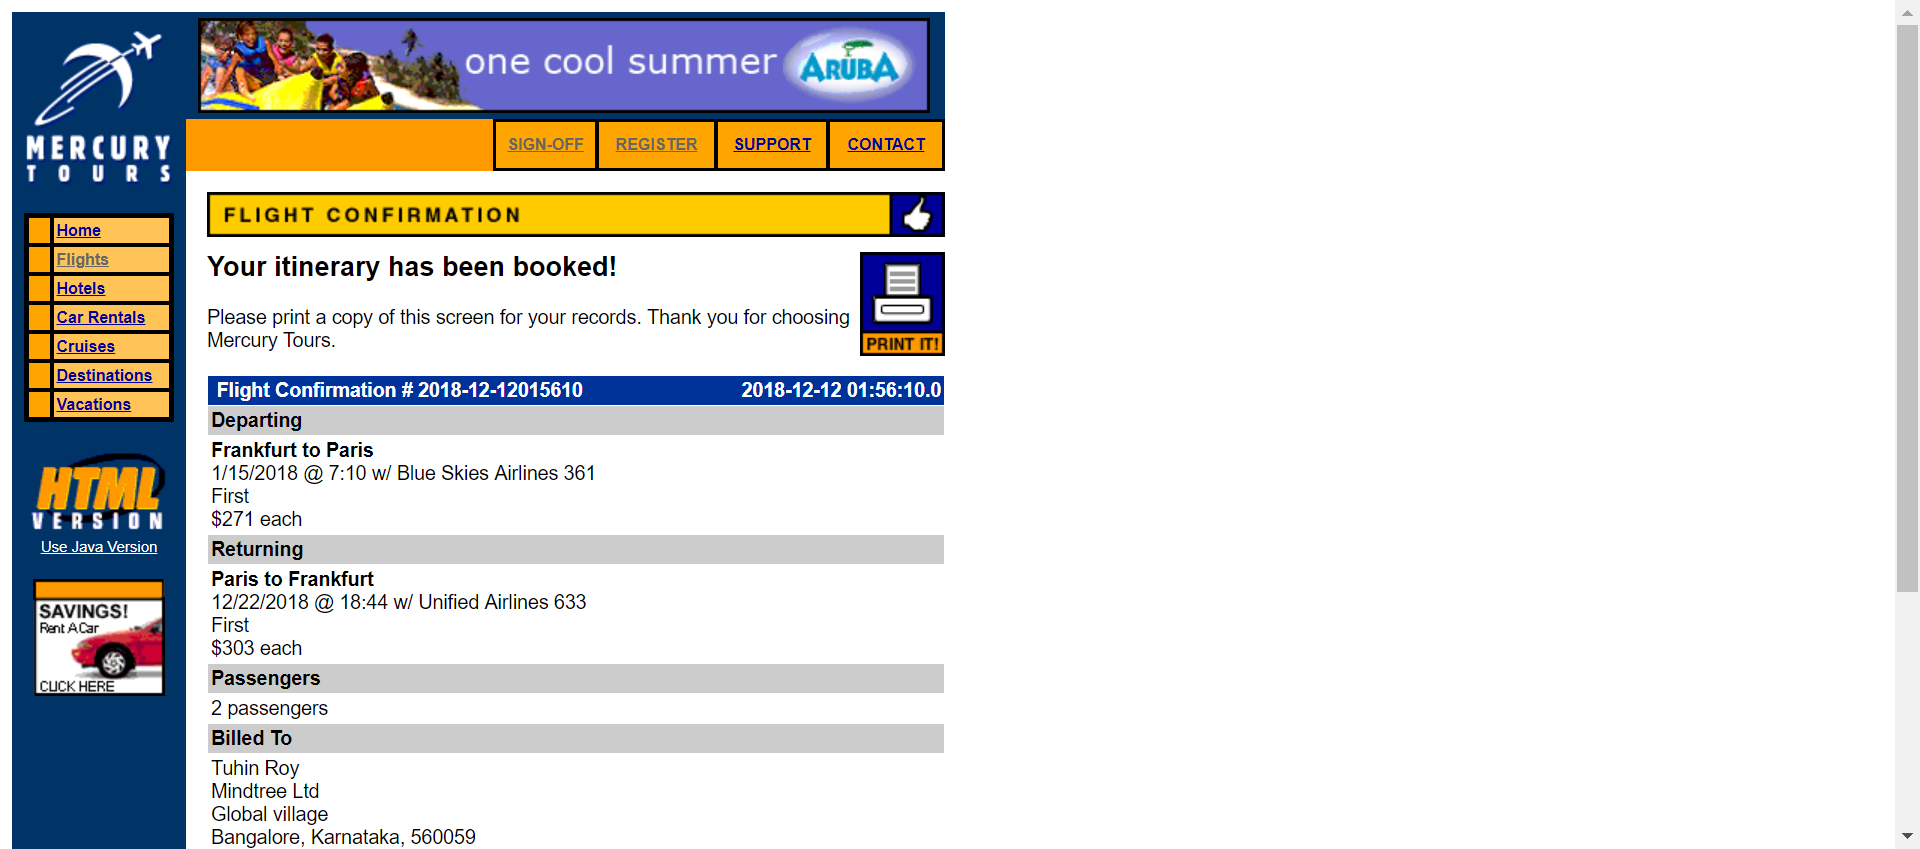 one cool summer ARUBA
MERCURY
TOURS
SIGN-OFF REGISTER SUPPORT CONTACT
FLIGHT CONFIRMATION
Home
Flights
Hotels
Car Rentals
Cruises
Destinations
Vacations
HTML
VERSION
Use Java Version
SAVINGS!
Rent A Car
CLICK HERE
Your itinerary has been booked!
Please print a copy of this screen for your records. Thank you for choosing
Mercury Tours.
PRINT IT!
Flight Confirmation # 2018-12-12015610 2018-12-12 01:56:10.0
Departing
Frankfurt to Paris
1/15/2018 @ 7:10 w/ Blue Skies Airlines 361
First
$271 each
Returning
Paris to Frankfurt
12/22/2018 @ 18:44 w/ Unified Airlines 633
First
$303 each
Passengers
2 passengers
Billed To
Tuhin Roy
Mindtree Ltd
Global village
Bangalore, Karnataka, 560059